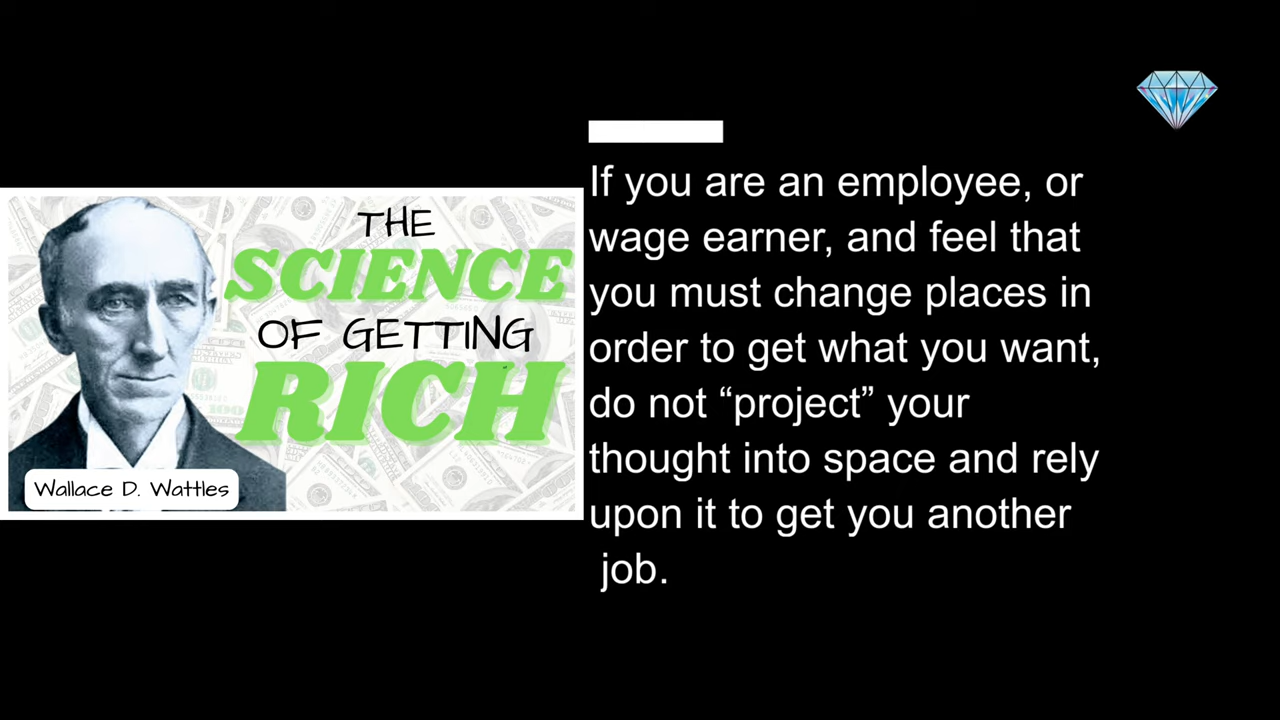 THE
SCIENCE
OF GETTING
RICH
Wallace D. Wattles
If you are an employee, or
wage earner, and feel that
you must change places in
order to get what you want,
do not “project” your
thought into space and rely
upon it to get you another
job.